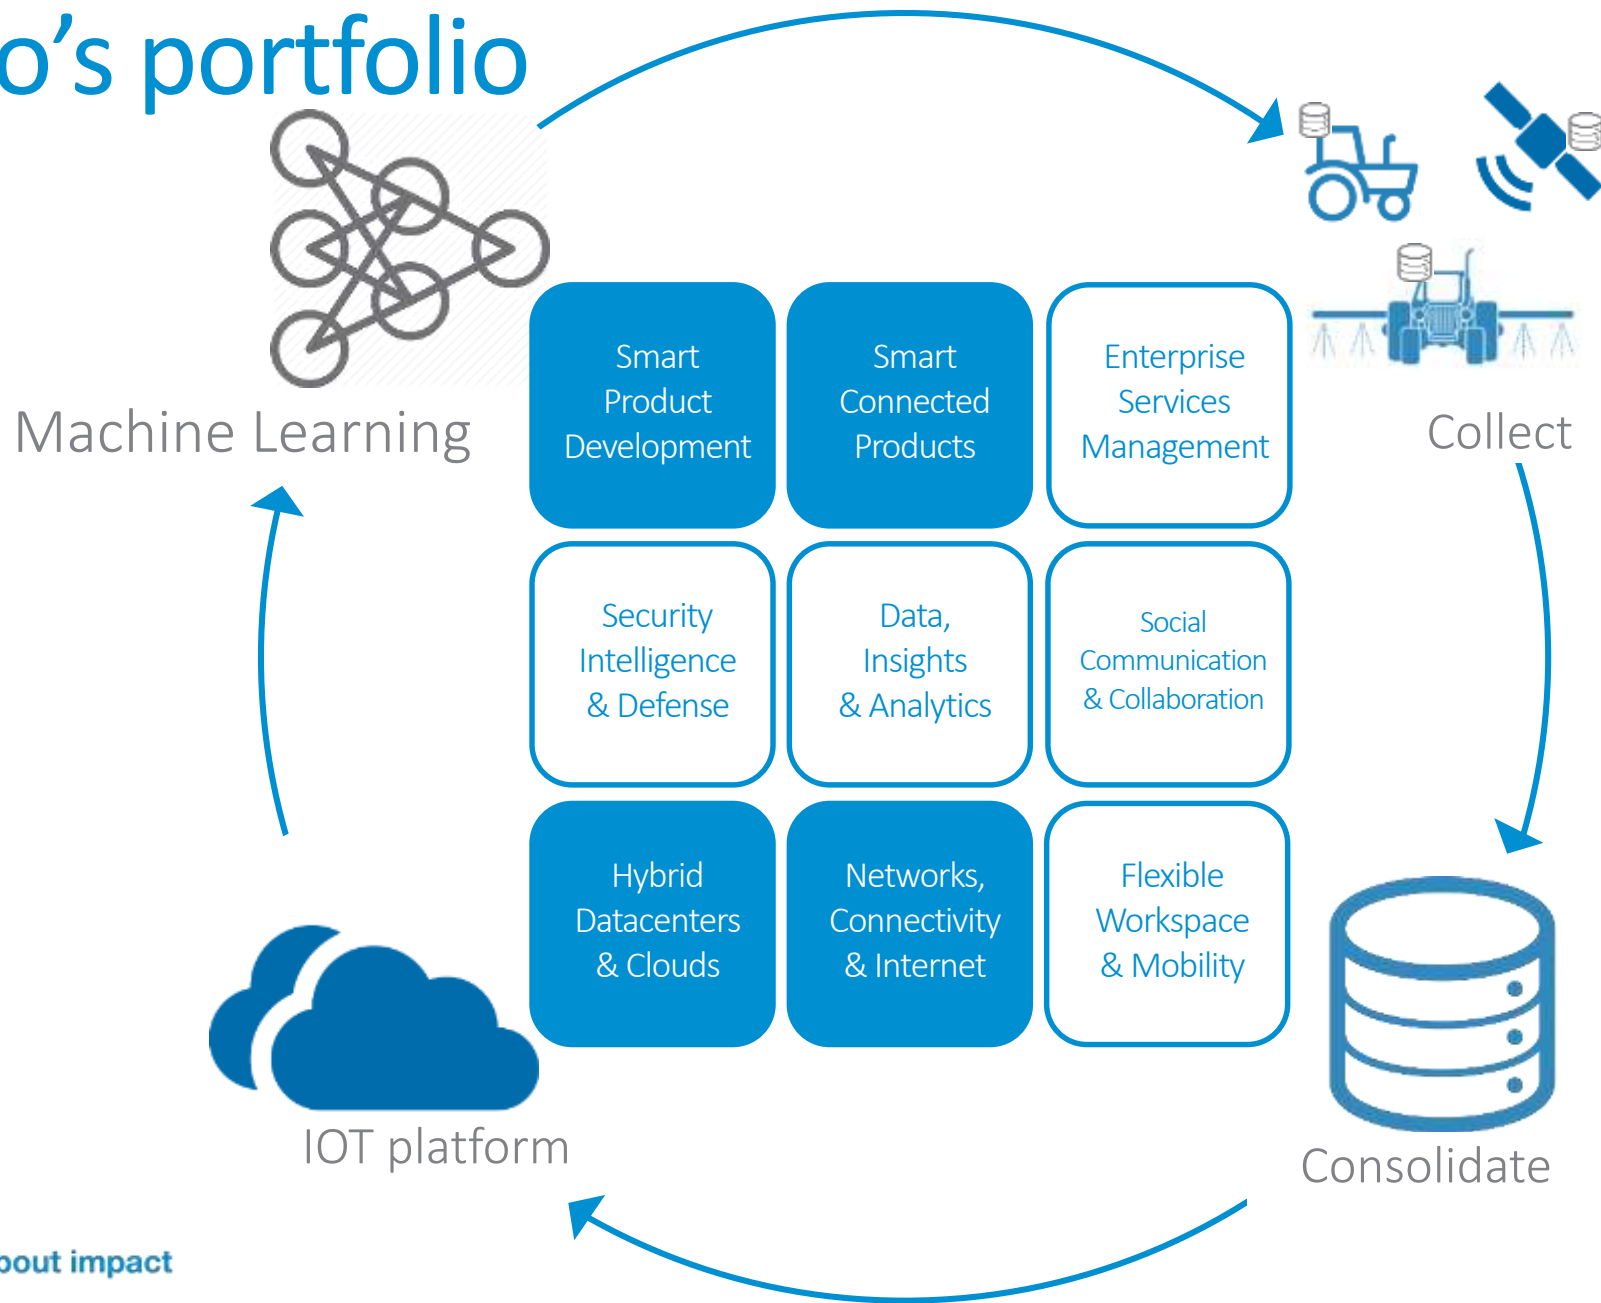 o's portfolio
Machine Learning
Collect
Smart
Product
Development
Smart
Connected
Products
Enterprise
Services
Management
Security
Intelligence
& Defense
Data,
Insights
& Analytics
Social
Communication
& Collaboration
Hybrid
Datacenters
& Clouds
Networks,
Connectivity
& Internet
Flexible
Workspace
& Mobility
IOT platform
Consolidate
bout impact